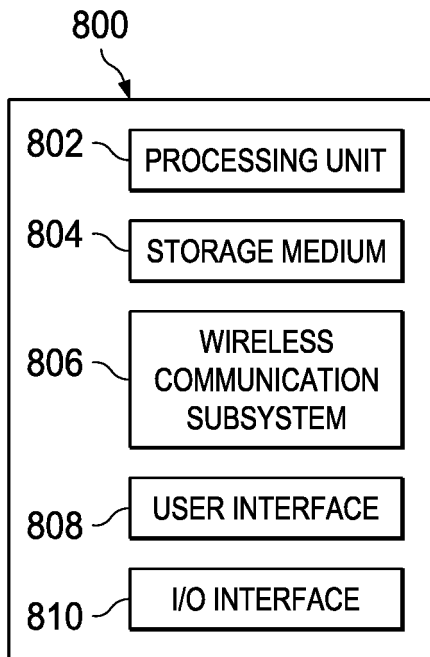 800
802
PROCESSING UNIT
804
STORAGE MEDIUM
806
WIRELESS
COMMUNICATION
SUBSYSTEM
808
USER INTERFACE
810
I/O INTERFACE